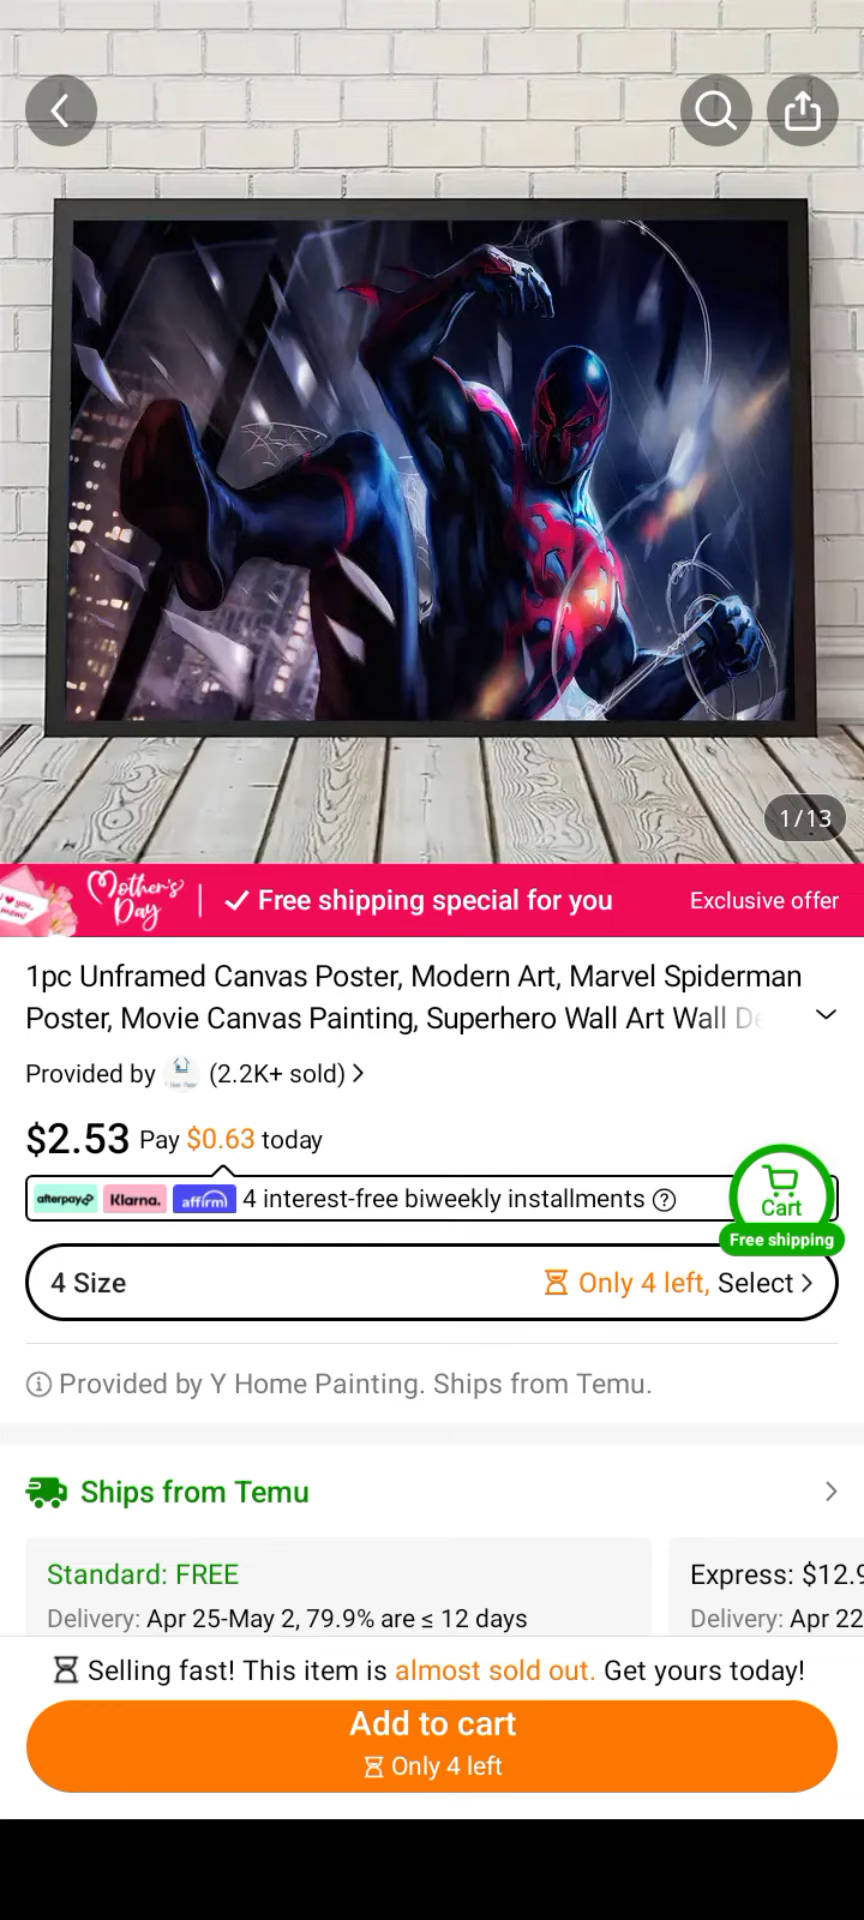 1/13
I ♥ you, mom!
Mother's Day
Free shipping special for you
Exclusive offer
1pc Unframed Canvas Poster, Modern Art, Marvel Spiderman
Poster, Movie Canvas Painting, Superhero Wall Art Wall De
Provided by (2.2K+ sold)
$2.53 Pay $0.63 today
afterpay Klarna. affirm 4 interest-free biweekly installments
Cart
Free shipping
4 Size
Only 4 left, Select
Provided by Y Home Painting. Ships from Temu.
Ships from Temu
Standard: FREE
Delivery: Apr 25-May 2, 79.9% are ≤ 12 days
Express: $12.9
Delivery: Apr 22
Selling fast! This item is almost sold out. Get yours today!
Add to cart
Only 4 left